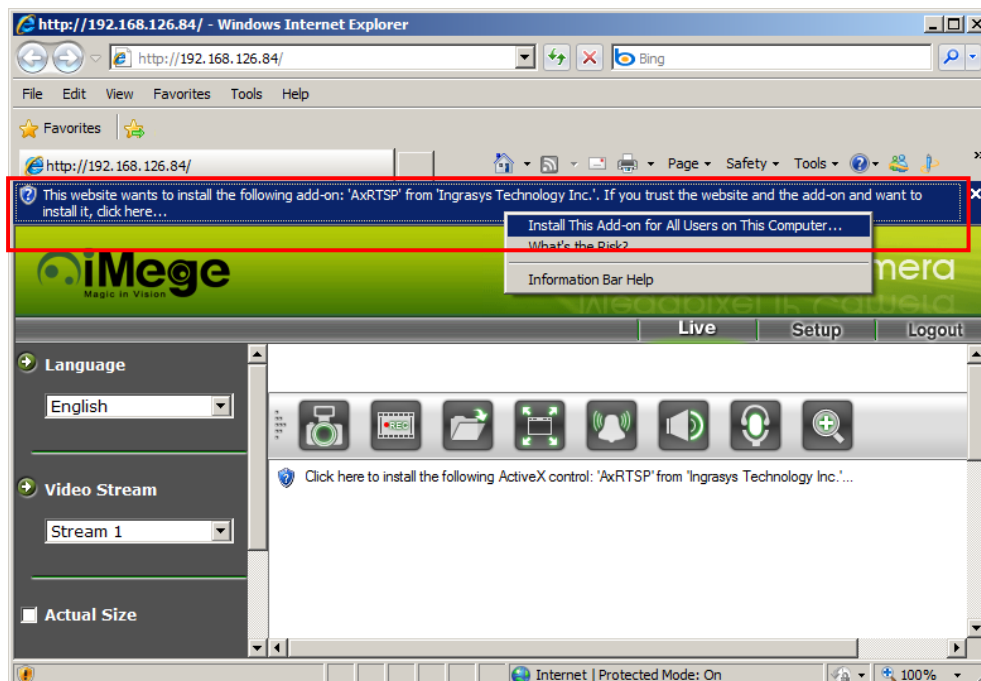 http://192.168.126.84/ - Windows Internet Explorer
http://192.168.126.84/
Bing
File Edit View Favorites Tools Help
Favorites
http://192.168.126.84/
Page Safety Tools
»
This website wants to install the following add-on: 'AxRTSP' from 'Ingrasys Technology Inc.'. If you trust the website and the add-on and want to
install it, click here...
Install This Add-on for All Users on This Computer...
What's the Risk?
Information Bar Help
iMege
Magic in Vision
mera
Megapixel IP Camera
Live Setup Logout
Language
English
REC
Click here to install the following ActiveX control: 'AxRTSP' from 'Ingrasys Technology Inc.'...
Video Stream
Stream 1
Actual Size
Internet | Protected Mode: On
100%